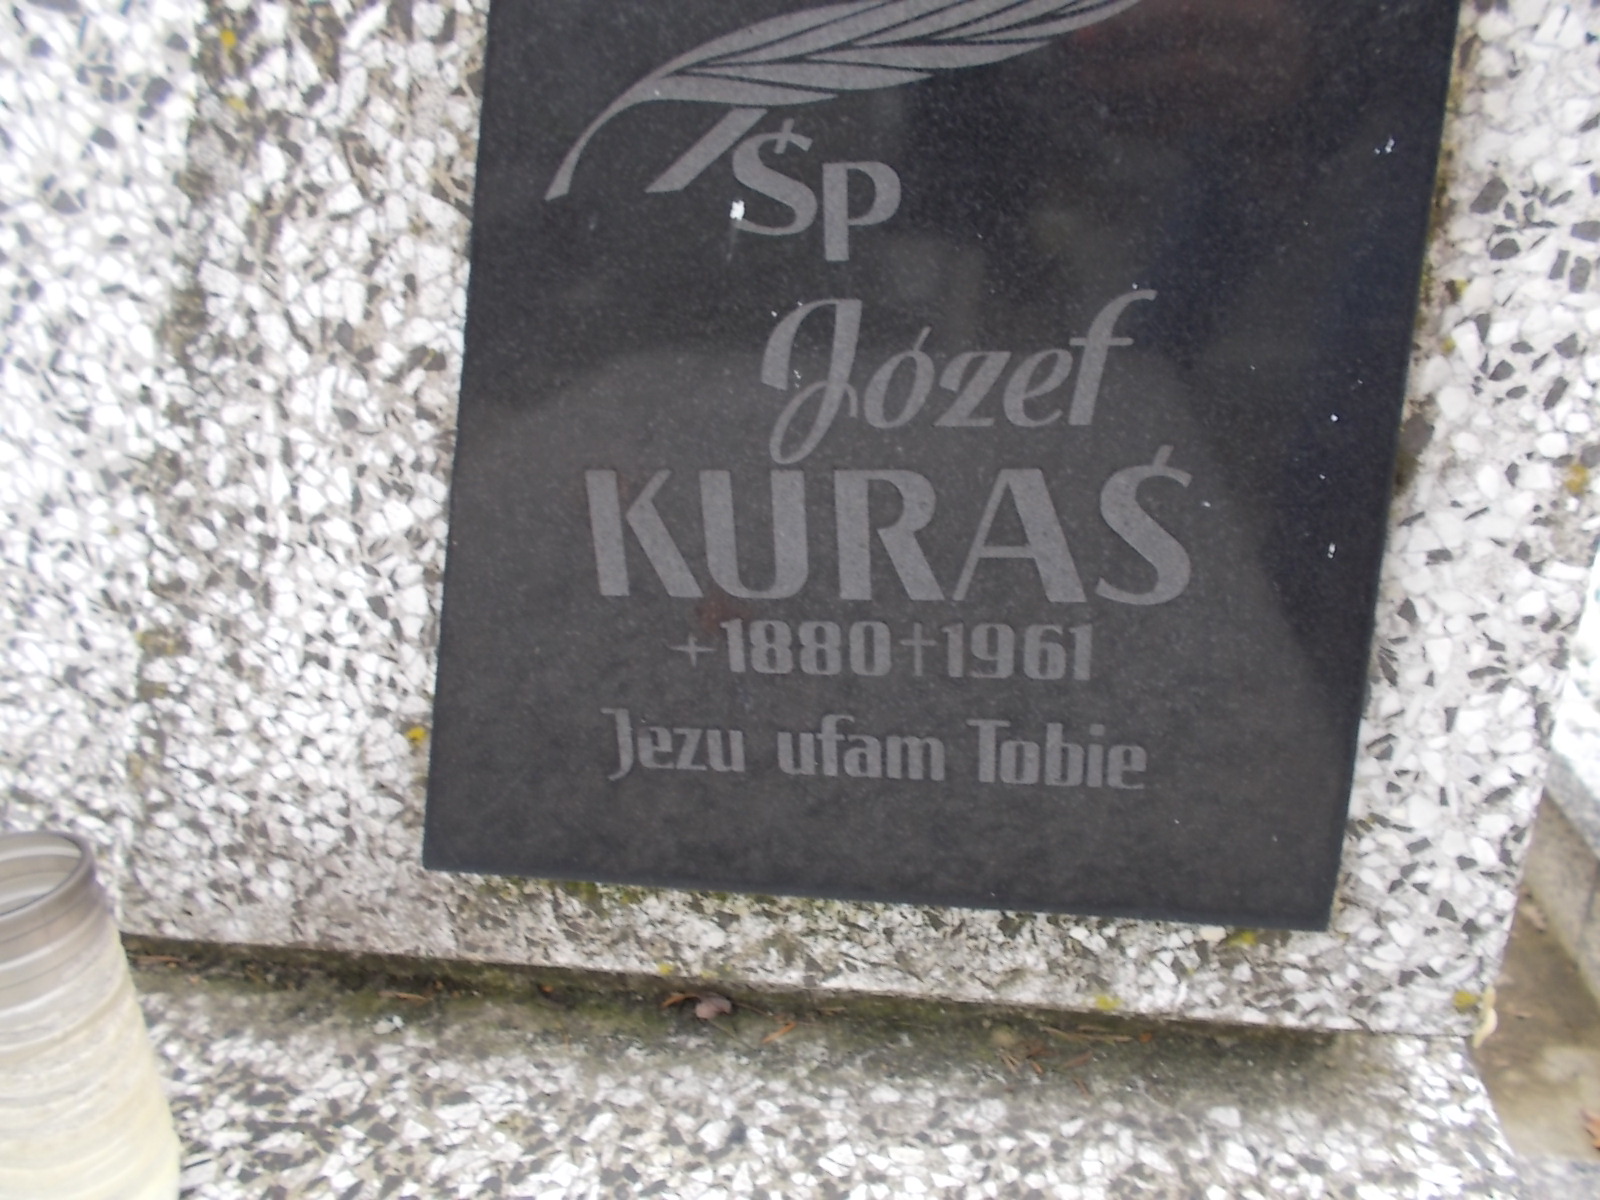 Śp
Józef
KURAŚ
+1880†1961
Jezu ufam Tobie